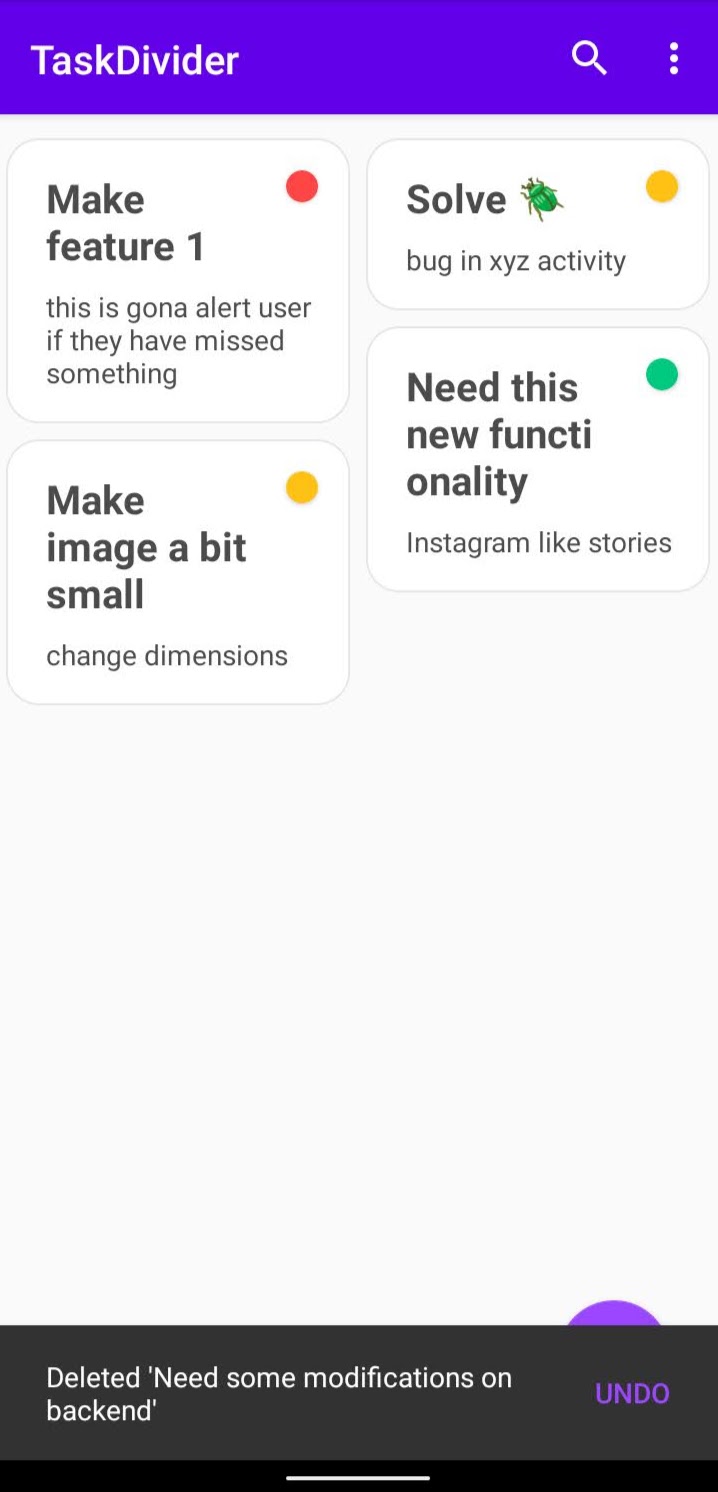 TaskDivider
Make
feature 1
this is gona alert user
if they have missed
something
Solve 🪲
bug in xyz activity
Make
image a bit
small
change dimensions
Need this
new functi
onality
Instagram like stories
Deleted 'Need some modifications on
backend'
UNDO